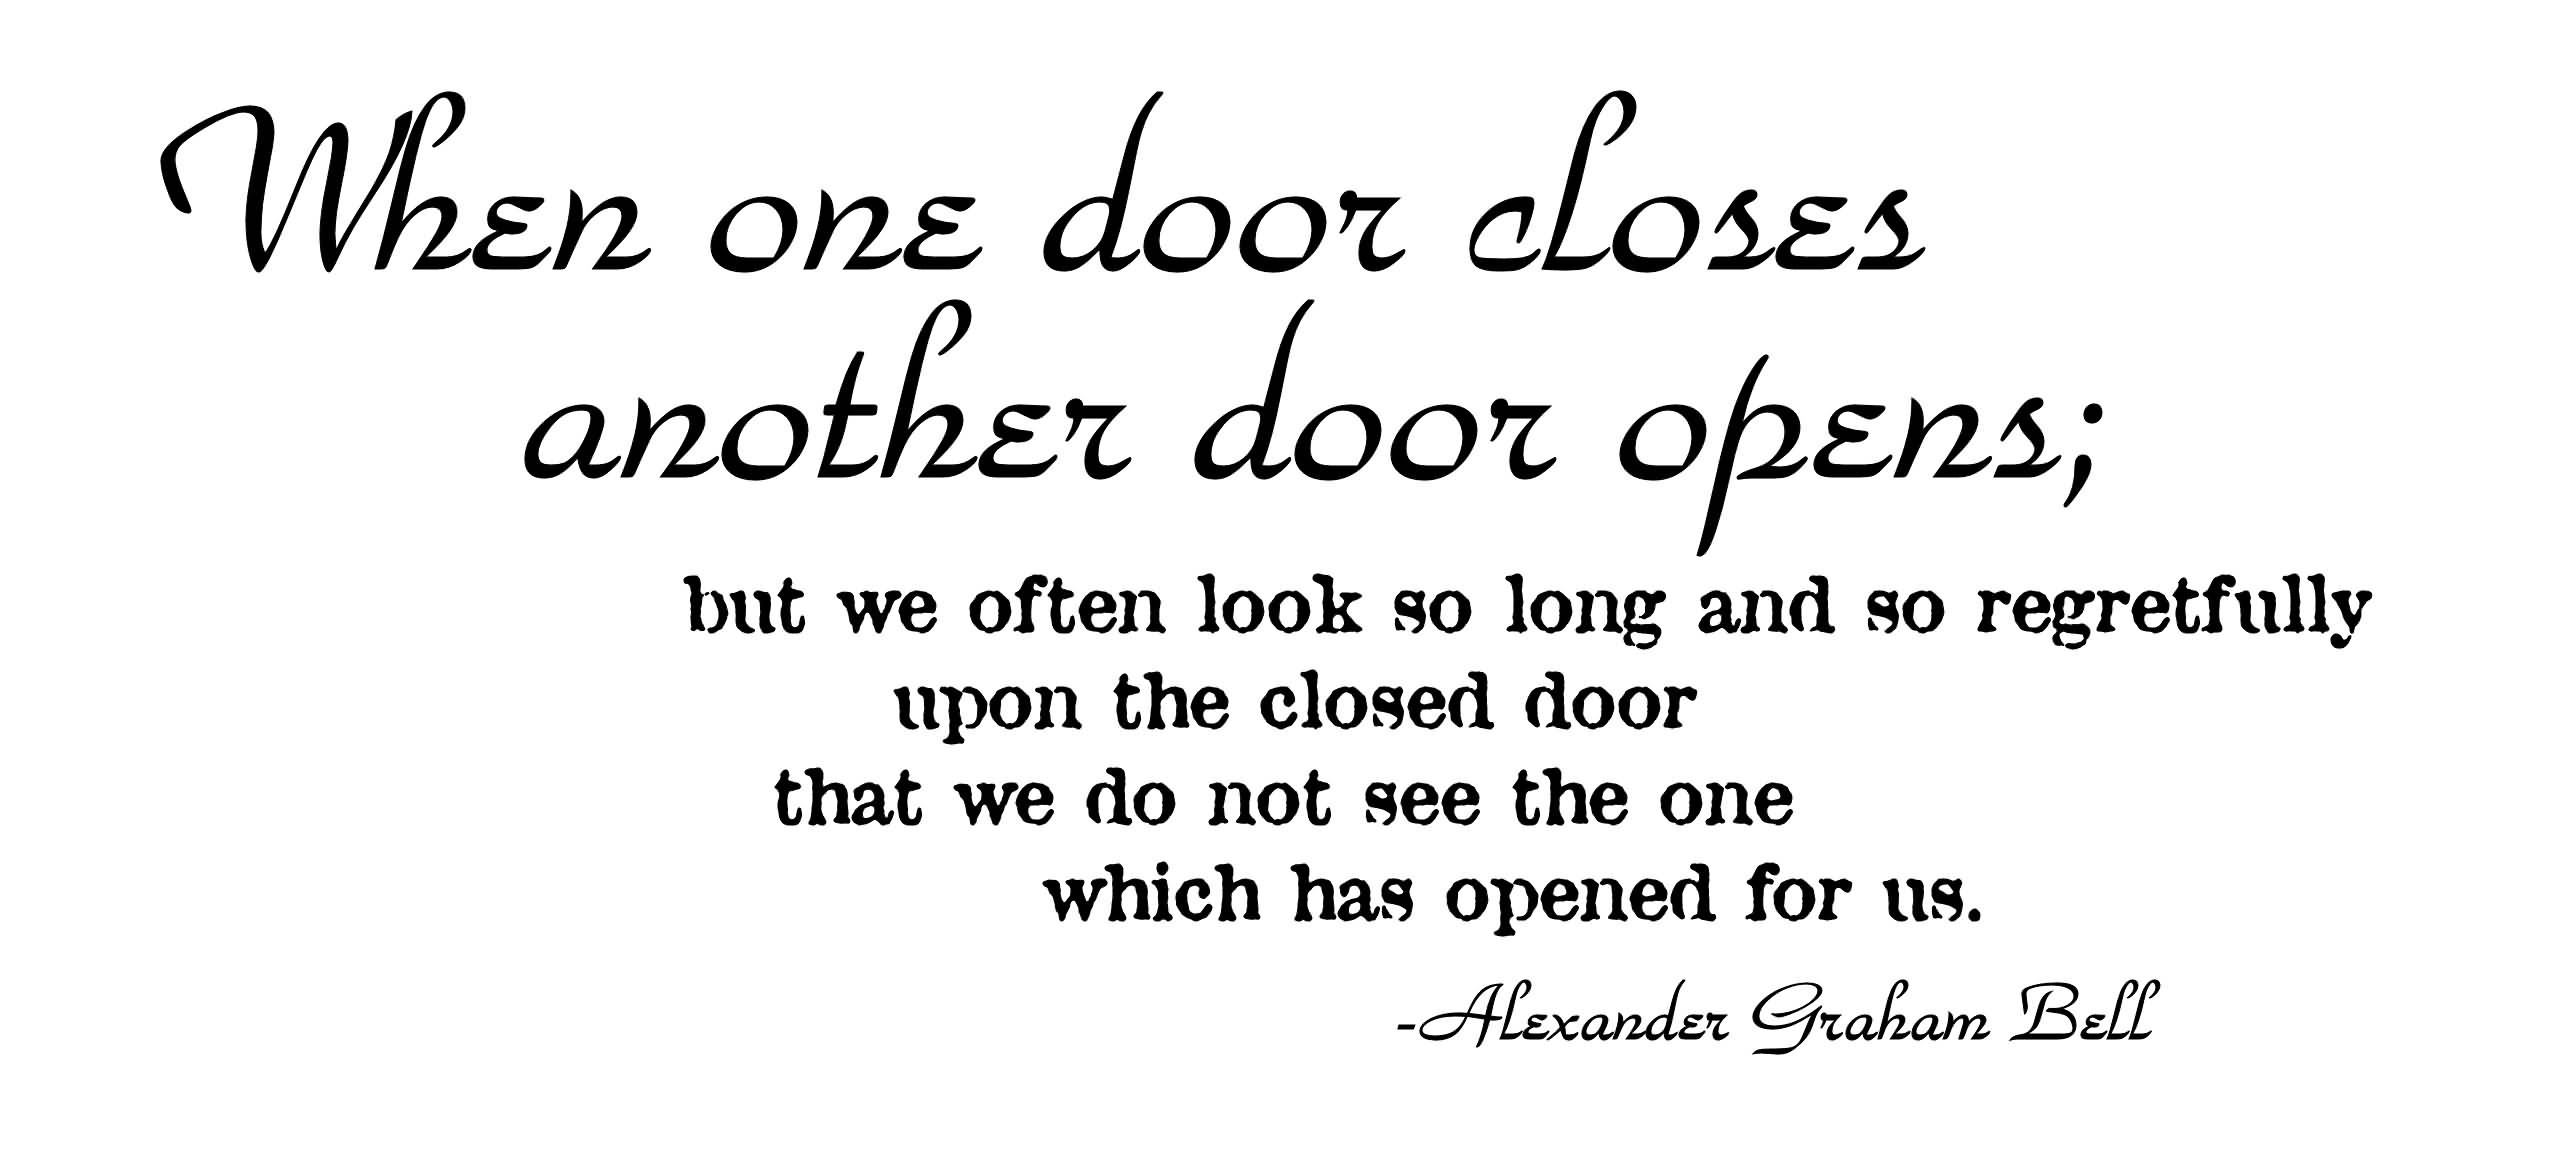 When one door closes
another door opens;
but we often look so long and so regretfully
upon the closed door
that we do not see the one
which has opened for us.
-Alexander Graham Bell